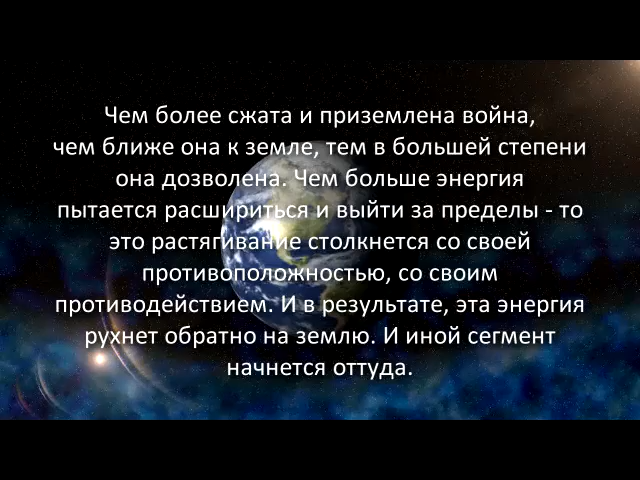 Чем более сжата и приземлена война,
чем ближе она к земле, тем в большей степени
она дозволена. Чем больше энергия
пытается расшириться и выйти за пределы - то
это растягивание столкнется со своей
противоположностью, со своим
противодействием. И в результате, эта энергия
рухнет обратно на землю. И иной сегмент
начнется оттуда.